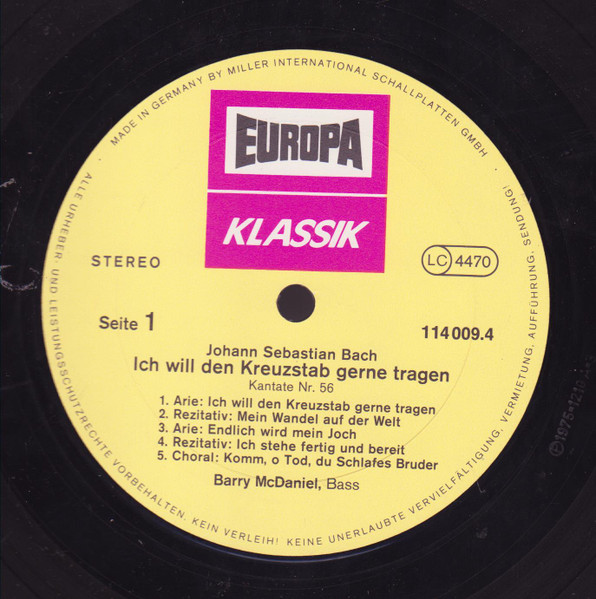 MADE IN GERMANY BY MILLER INTERNATIONAL SCHALLPLATTEN GMBH
EUROPA
KLASSIK
STEREO
LC 4470
Seite 1
114 009.4
Johann Sebastian Bach
Ich will den Kreuzstab gerne tragen
Kantate Nr. 56
1. Arie: Ich will den Kreuzstab gerne tragen
2. Rezitativ: Mein Wandel auf der Welt
3. Arie: Endlich wird mein Joch
4. Rezitativ: Ich stehe fertig und bereit
5. Choral: Komm, o Tod, du Schlafes Bruder
Barry McDaniel, Bass
ALLE URHEBER- UND LEISTUNGSSCHUTZRECHTE VORBEHALTEN. KEIN VERLEIH! KEINE UNERLAUBTE VERVIELFÄLTIGUNG, VERMIETUNG, AUFFÜHRUNG, SENDUNG!